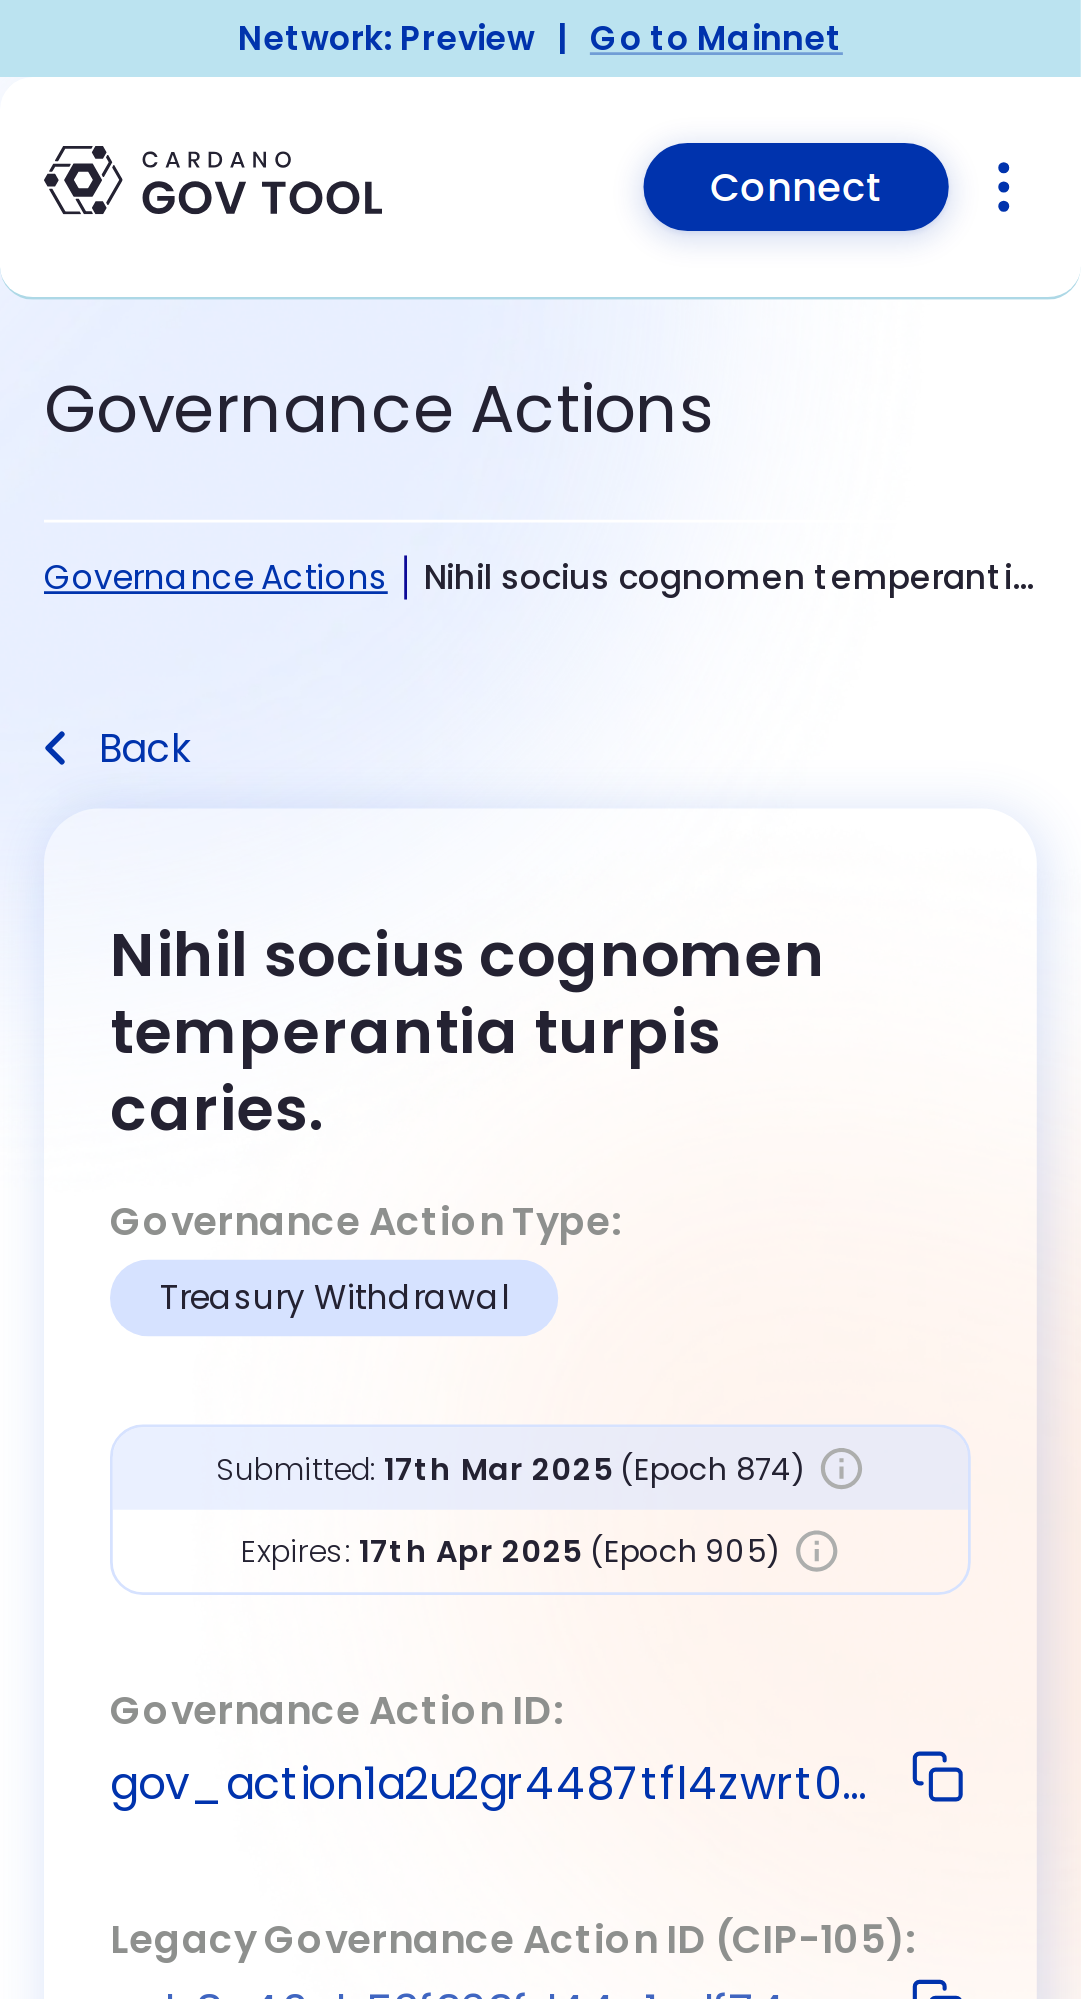 Network: Preview | Go to Mainnet
CARDANO
GOV TOOL
Connect
Governance Actions
Governance Actions | Nihil socius cognomen temperanti...
Back
Nihil socius cognomen
temperantia turpis
caries.
Governance Action Type:
Treasury Withdrawal
Submitted: 17th Mar 2025 (Epoch 874)
Expires: 17th Apr 2025 (Epoch 905)
Governance Action ID:
gov_action1a2u2gr4487tfl4zwrt0...
Legacy Governance Action ID (CIP-105):